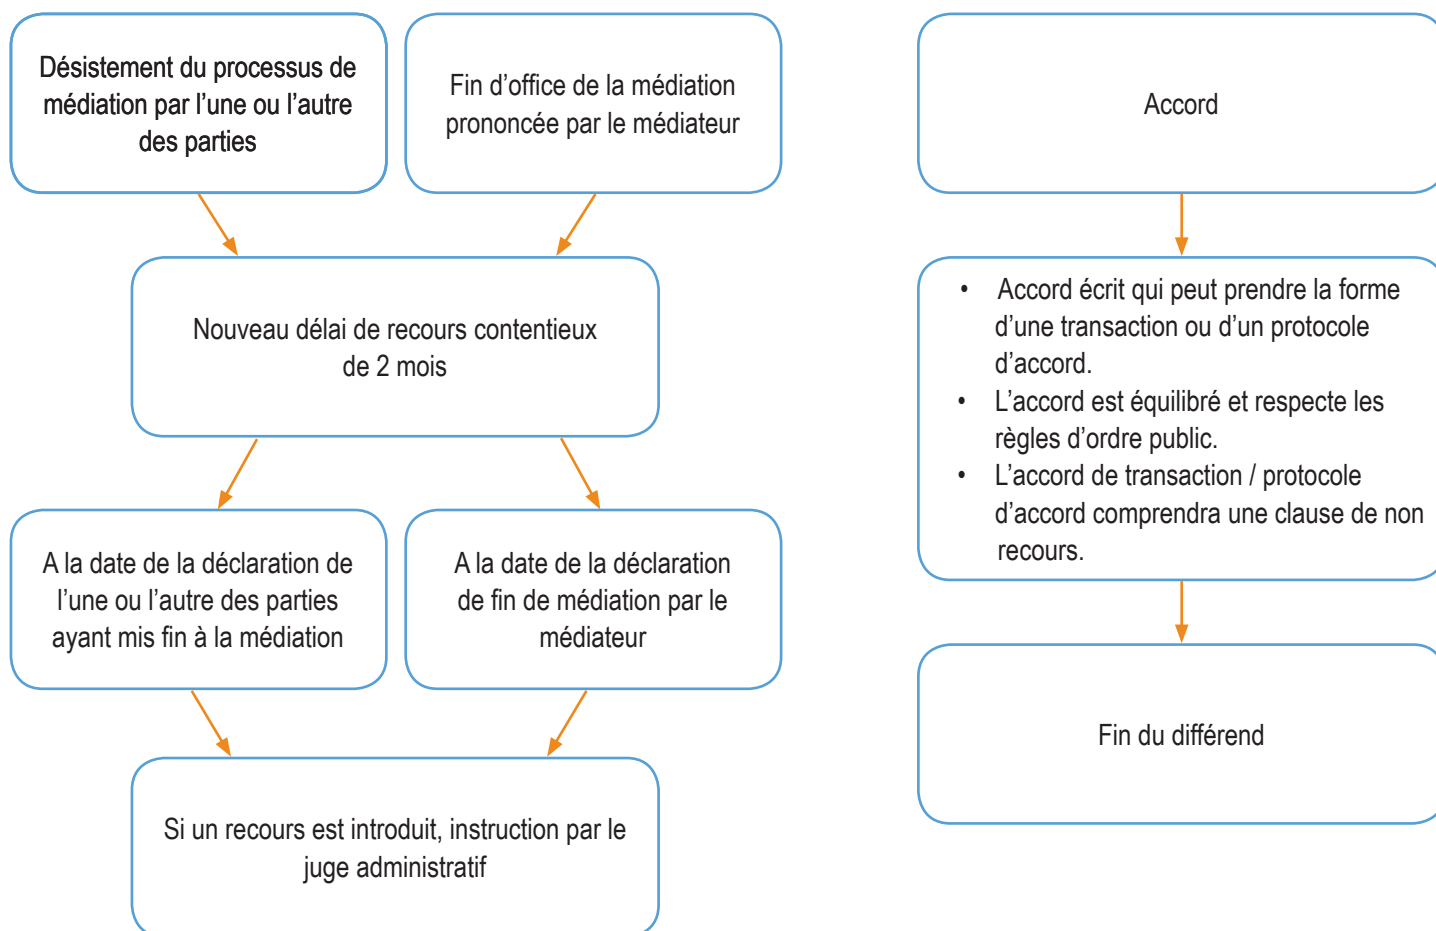 Désistement du processus de
médiation par l'une ou l'autre
des parties
Fin d'office de la médiation
prononcée par le médiateur
Accord
Nouveau délai de recours contentieux
de 2 mois
• Accord écrit qui peut prendre la forme
d'une transaction ou d'un protocole
d'accord.
• L'accord est équilibré et respecte les
règles d'ordre public.
• L'accord de transaction / protocole
d'accord comprendra une clause de non
recours.
A la date de la déclaration de
l'une ou l'autre des parties
ayant mis fin à la médiation
A la date de la déclaration
de fin de médiation par le
médiateur
Fin du différend
Si un recours est introduit, instruction par le
juge administratif